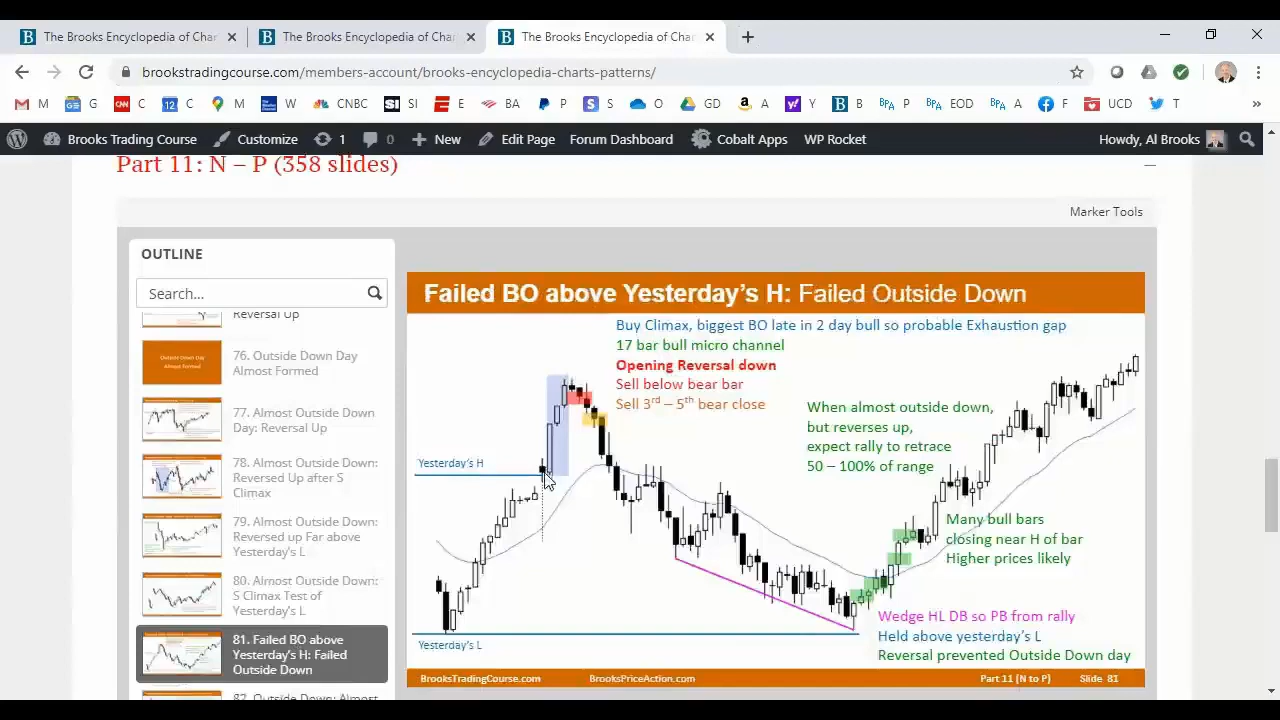 The Brooks Encyclopedia of Char
The Brooks Encyclopedia of Cha
The Brooks Encyclopedia of Cha
brookstradingcourse.com/members-account/brooks-encyclopedia-charts-patterns/
M G C C M W CNBC SI E BA P S O GD A Y B P EOD A F UCD T
Brooks Trading Course Customize 1 0 New Edit Page Forum Dashboard Cobalt Apps WP Rocket Howdy, Al Brooks
Part 11: N – P (358 slides)
Marker Tools
OUTLINE
Search...
Reversal Up
76. Outside Down Day
Almost Formed
77. Almost Outside Down
Day: Reversal Up
78. Almost Outside Down:
Reversed Up after S
Climax
79. Almost Outside Down:
Reversed up Far above
Yesterday's L
80. Almost Outside Down:
S Climax Test of
Yesterday's L
81. Failed BO above
Yesterday's H: Failed
Outside Down
Failed BO above Yesterday's H: Failed Outside Down
Buy Climax, biggest BO late in 2 day bull so probable Exhaustion gap
17 bar bull micro channel
Opening Reversal down
Sell below bear bar
Sell 3rd – 5th bear close
When almost outside down,
but reverses up,
expect rally to retrace
50 – 100% of range
Yesterday's H
Many bull bars
closing near H of bar
Higher prices likely
Wedge HL DB so PB from rally
Held above yesterday's L
Reversal prevented Outside Down day
Yesterday's L
BrooksTradingCourse.com BrooksPriceAction.com Part 11 (N to P) Slide 81